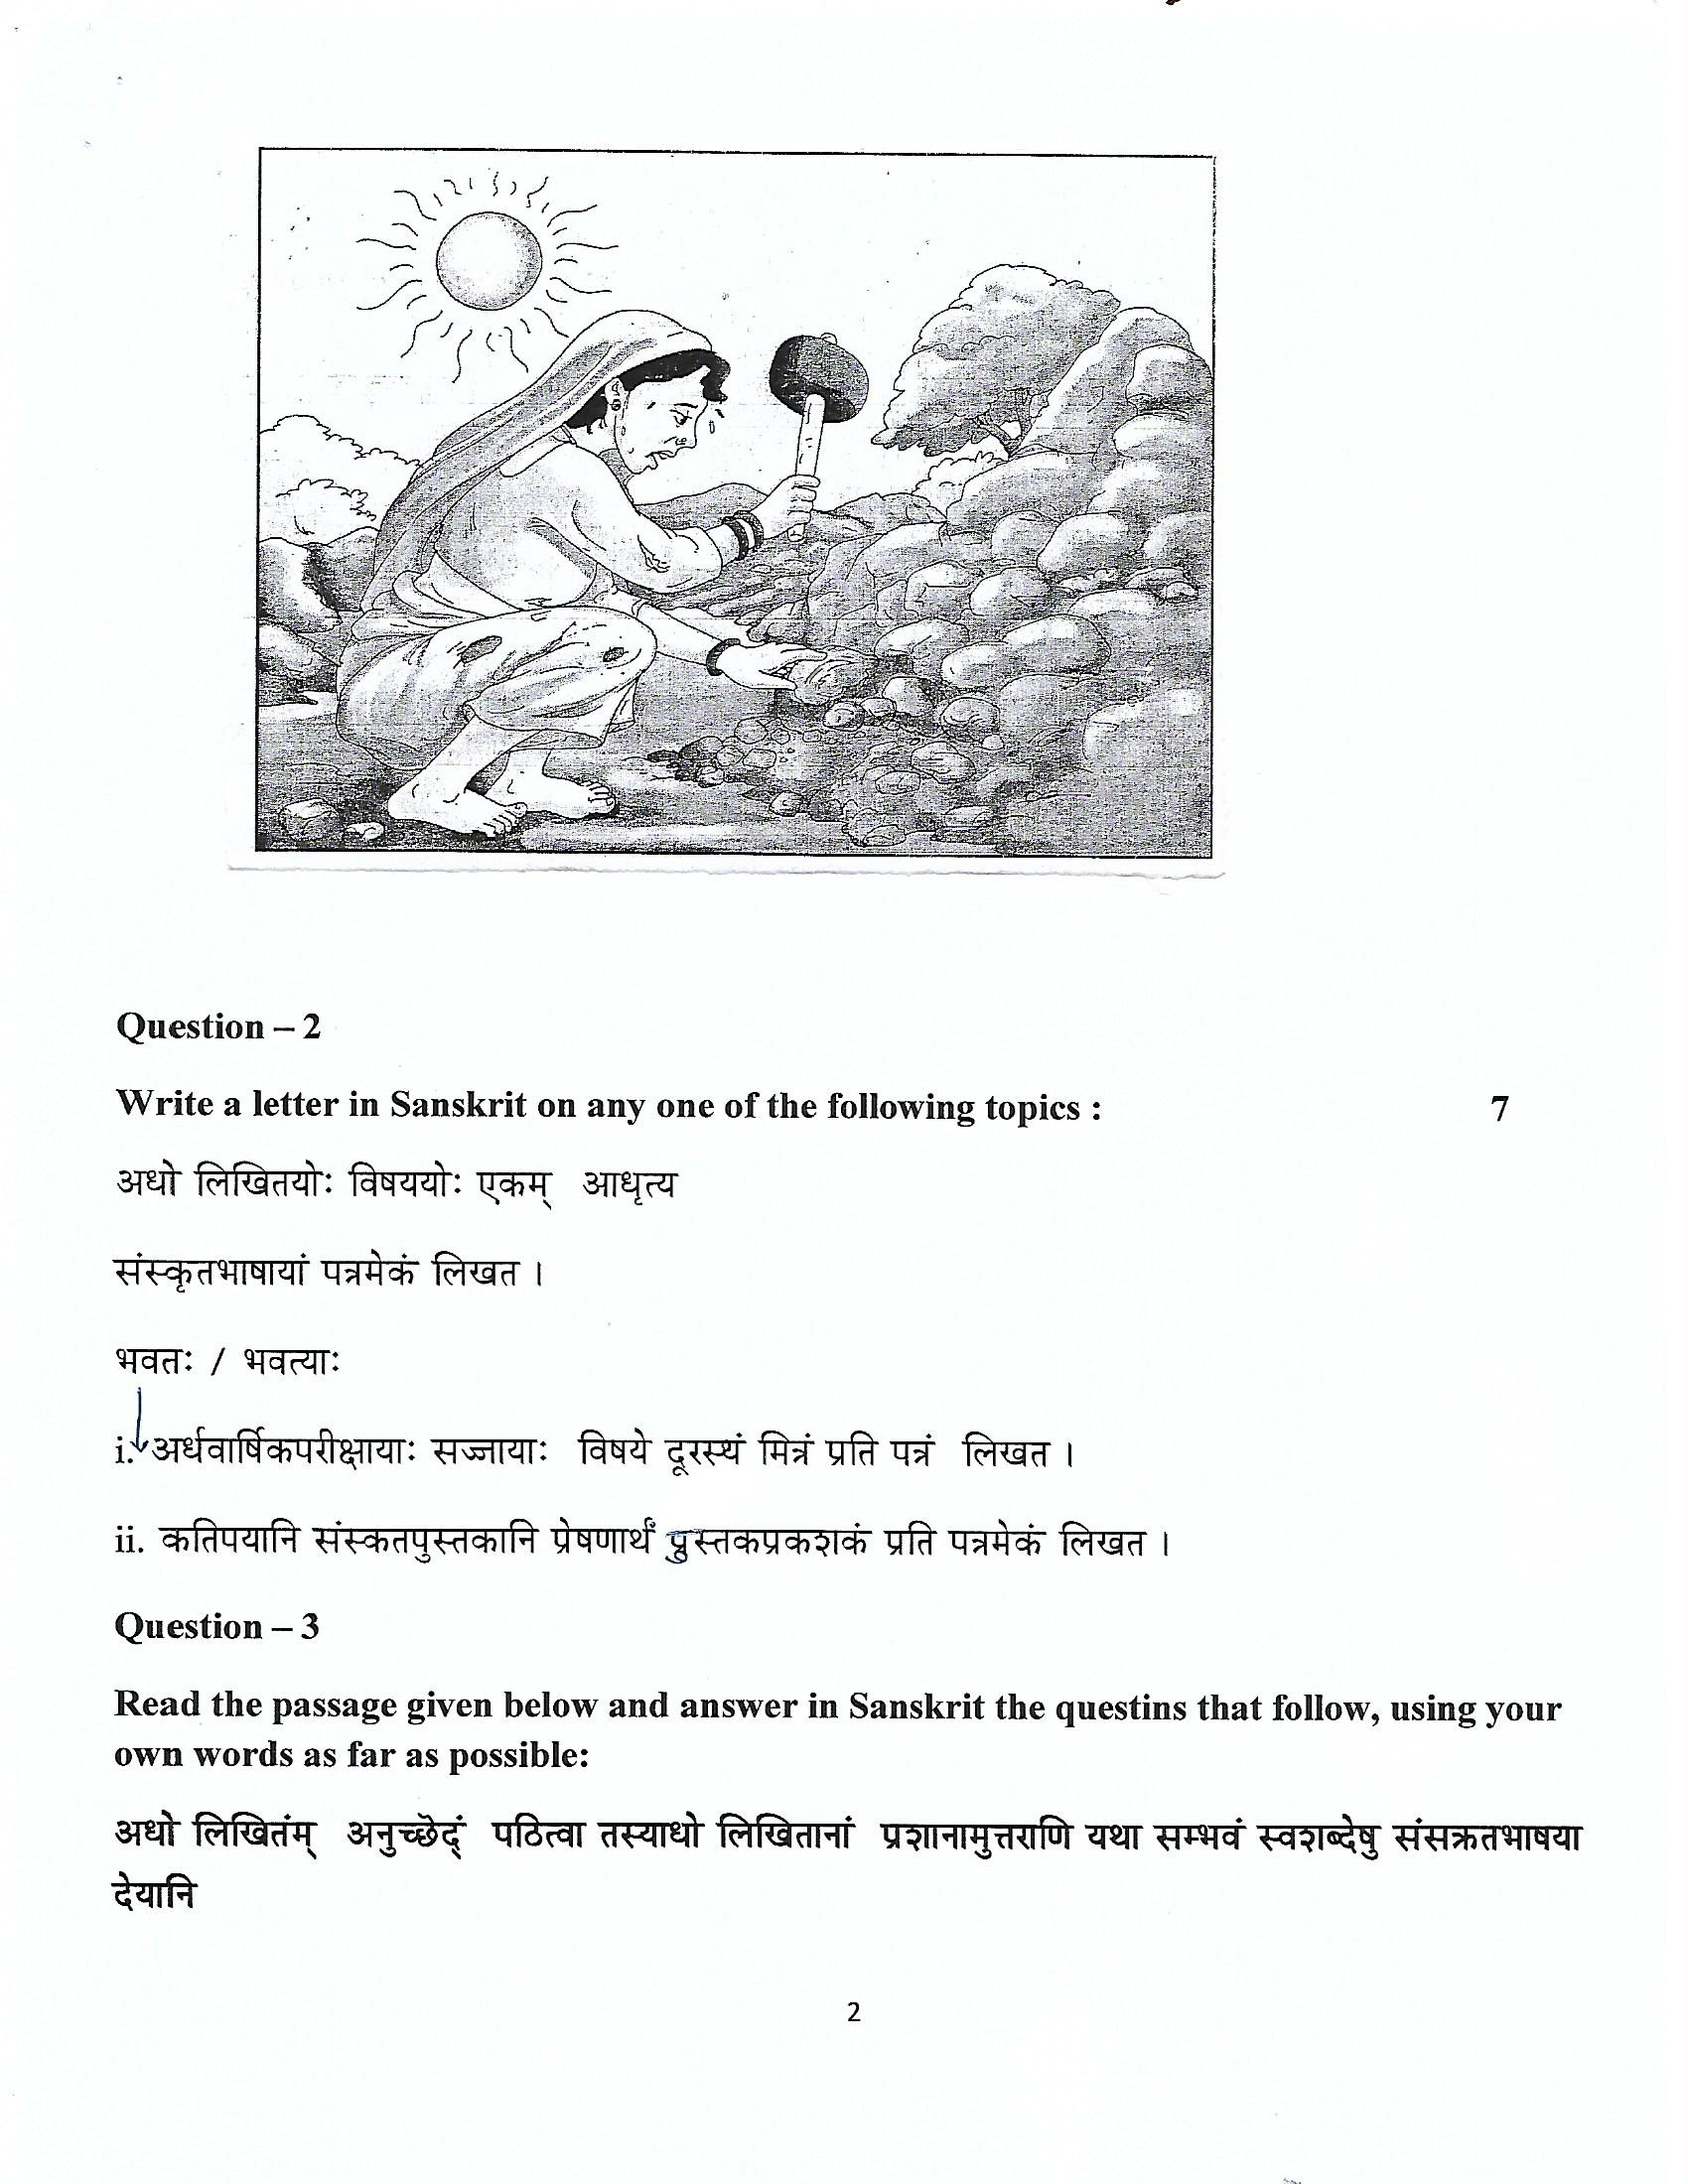 Question – 2
Write a letter in Sanskrit on any one of the following topics : 7
अधो लिखितयोः विषययोः एकम् आधृत्य
संस्कृतभाषायां पत्रमेकं लिखत ।
भवतः / भवत्याः
i. अर्धवार्षिकपरीक्षायाः सज्जायाः विषये दूरस्थं मित्रं प्रति पत्रं लिखत ।
ii. कतिपयानि संस्कतपुस्तकानि प्रेषणार्थं पुस्तकप्रकशकं प्रति पत्रमेकं लिखत ।
Question – 3
Read the passage given below and answer in Sanskrit the questins that follow, using your
own words as far as possible:
अधो लिखितंम् अनुच्छेदं् पठित्वा तस्याधो लिखितानां प्रशानामुत्तराणि यथा सम्भवं स्वशब्देषु संसक्रतभाषया
देयानि
2